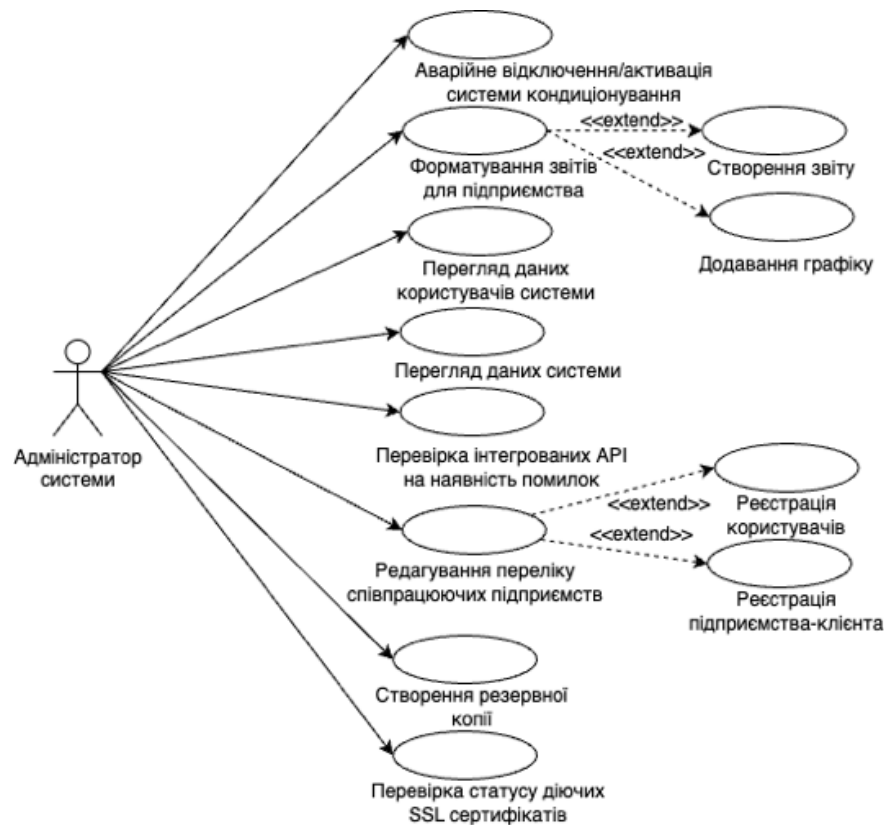 Аварійне відключення/активація
системи кондиціонування
<<extend>>
Форматування звітів
для підприємства
<<extend>>
Створення звіту
Додавання графіку
Перегляд даних
користувачів системи
Перегляд даних системи
Адміністратор
системи
Перевірка інтегрованих API
на наявність помилок
<<extend>>
Реєстрація
користувачів
<<extend>>
Редагування переліку
співпрацюючих підприємств
Реєстрація
підприємства-клієнта
Створення резервної
копії
Перевірка статусу діючих
SSL сертифікатів